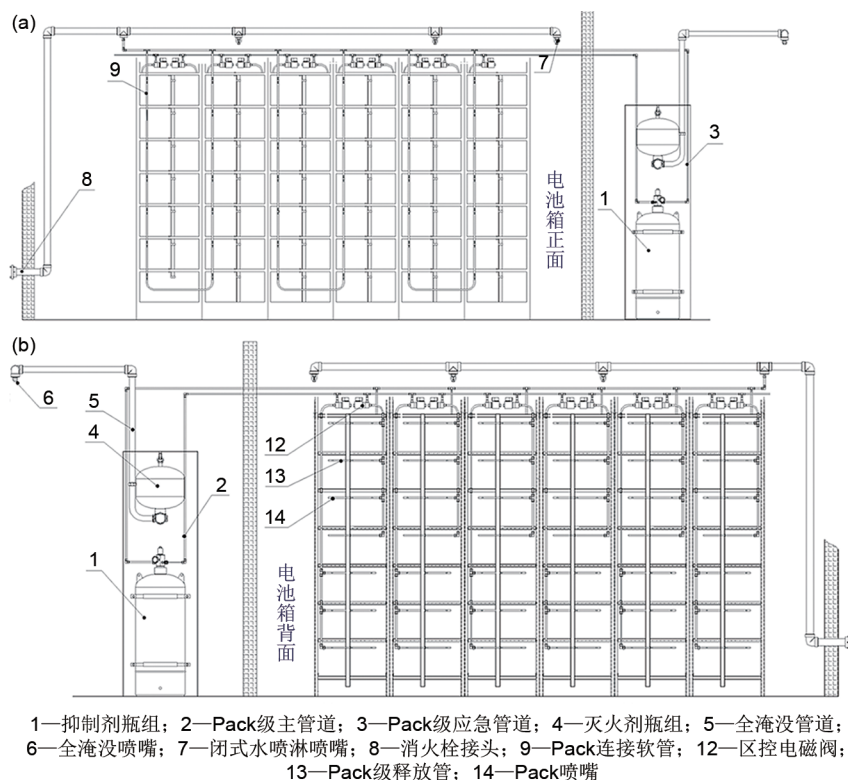 (a)
7
9
3
8
1
电池箱正面
(b)
6
5
12
4
13
2
14
1
电池箱背面
1—抑制剂瓶组；2—Pack级主管道；3—Pack级应急管道；4—灭火剂瓶组；5—全淹没管道；
6—全淹没喷嘴；7—闭式水喷淋喷嘴；8—消火栓接头；9—Pack连接软管；12—区控电磁阀；
13—Pack级释放管；14—Pack喷嘴